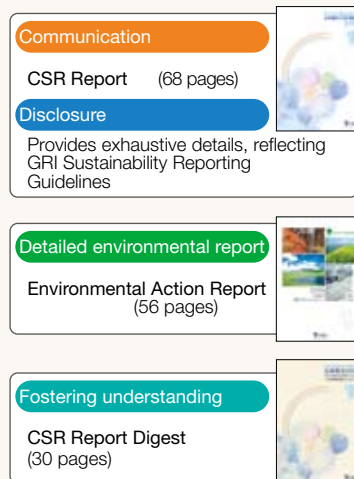 Communication
CSR Report (68 pages)
Disclosure
Provides exhaustive details, reflecting
GRI Sustainability Reporting
Guidelines
Detailed environmental report
Environmental Action Report
(56 pages)
Fostering understanding
CSR Report Digest
(30 pages)